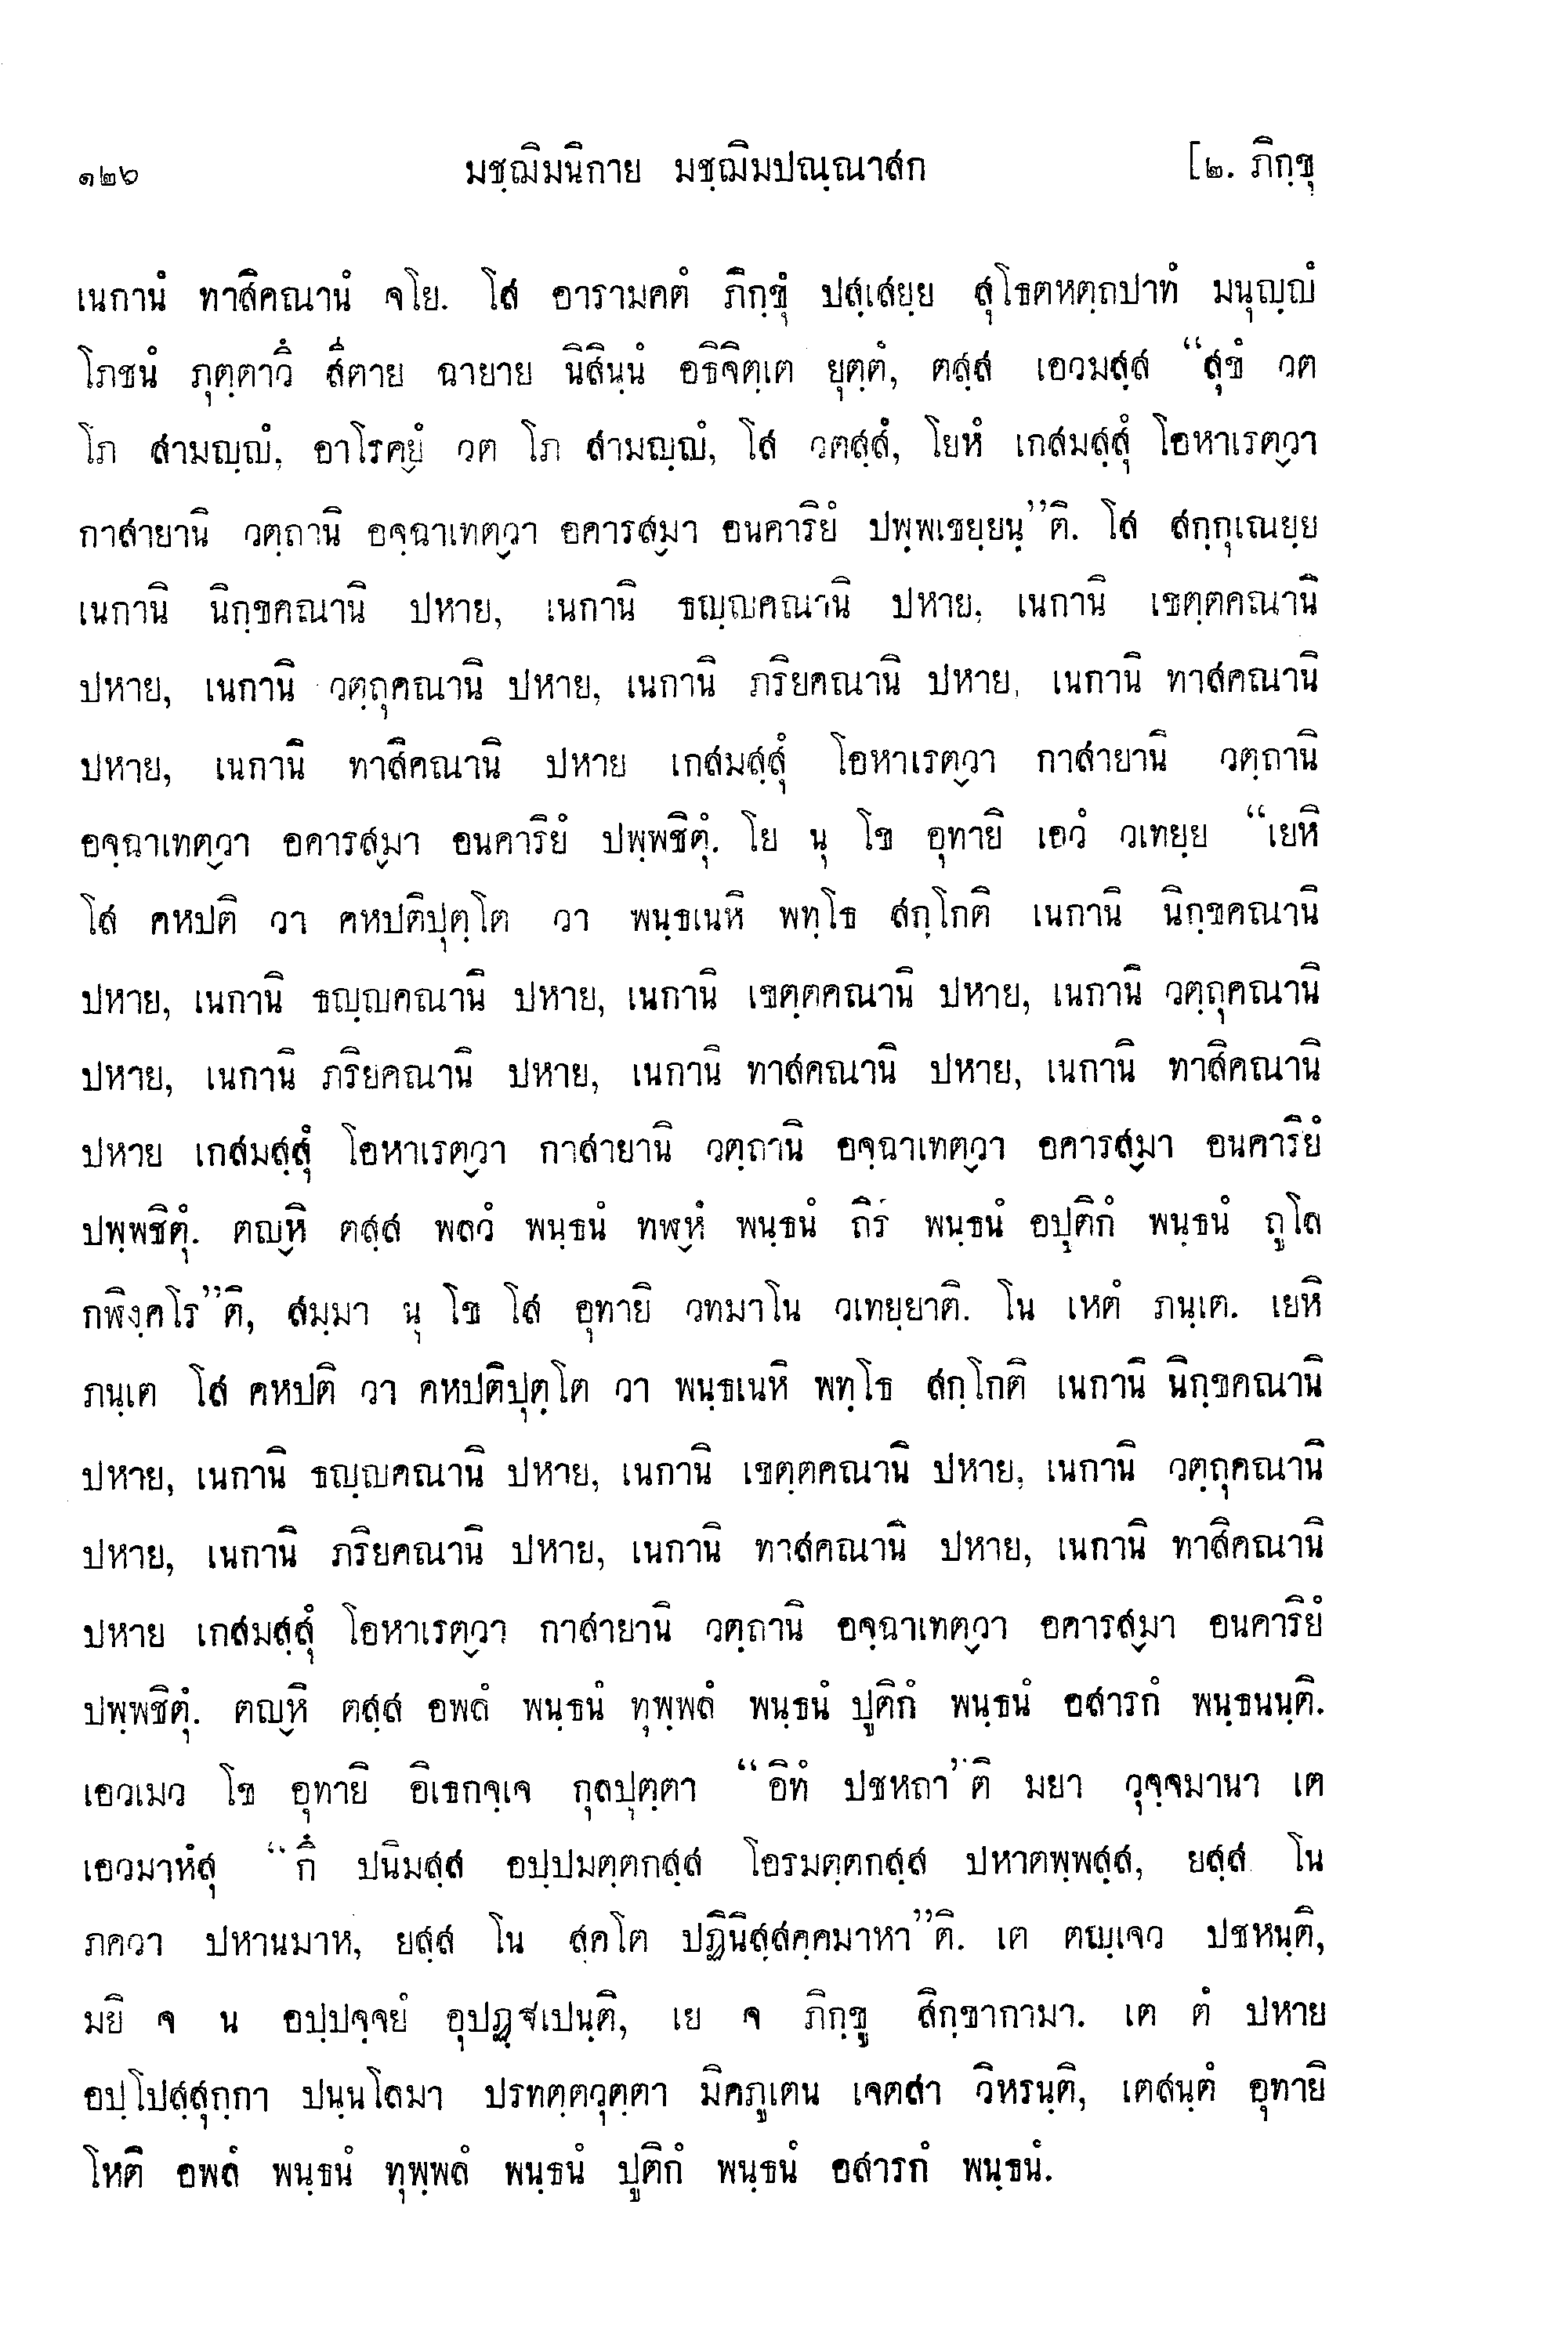 ๑๒๖ มชฺฌิมนิกาย มชฺฌิมปณฺณาสก [๒. ภิกฺขุ
เนกานํ ทาสิคณานํ จโย. โส อารามคตํ ภิกฺขุํ ปสฺเสยฺย สุโธตหตฺถปาทํ มนุญฺญํ
โภชนํ ภุตฺตาวึ สีตาย ฉายาย นิสินฺนํ อธิจิตฺเต ยุตฺตํ, ตสฺส เอวมสฺส “สุขํ วต
โภ สามญฺญํ, อาโรคฺยํ วต โภ สามญฺญํ, โส วตสฺสํ, โยหํ เกสมสฺสุํ โอหาเรตฺวา
กาสายานิ วตฺถานิ อจฺฉาเทตฺวา อคารสฺมา อนคาริยํ ปพฺพเชยฺยนฺ”ติ. โส สกฺกุเณยฺย
เนกานิ นิกฺขคณานิ ปหาย, เนกานิ ธญฺญคณานิ ปหาย, เนกานิ เขตฺตคณานิ
ปหาย, เนกานิ วตฺถุคณานิ ปหาย, เนกานิ ภริยคณานิ ปหาย, เนกานิ ทาสคณานิ
ปหาย, เนกานิ ทาสิคณานิ ปหาย เกสมสฺสุํ โอหาเรตฺวา กาสายานิ วตฺถานิ
อจฺฉาเทตฺวา อคารสฺมา อนคาริยํ ปพฺพชิตุํ. โย นุ โข อุทายิ เอวํ วเทยฺย “เยหิ
โส คหปติ วา คหปติปุตฺโต วา พนฺธเนหิ พทฺโธ สกฺโกติ เนกานิ นิกฺขคณานิ
ปหาย, เนกานิ ธญฺญคณานิ ปหาย, เนกานิ เขตฺตคณานิ ปหาย, เนกานิ วตฺถุคณานิ
ปหาย, เนกานิ ภริยคณานิ ปหาย, เนกานิ ทาสคณานิ ปหาย, เนกานิ ทาสิคณานิ
ปหาย เกสมสฺสุํ โอหาเรตฺวา กาสายานิ วตฺถานิ อจฺฉาเทตฺวา อคารสฺมา อนคาริยํ
ปพฺพชิตุํ. ตญฺหิ ตสฺส พลวํ พนฺธนํ ทฬฺหํ พนฺธนํ ถิรํ พนฺธนํ อปูติกํ พนฺธนํ ถูโล
กฬิงฺคโร”ติ, สมฺมา นุ โข โส อุทายิ วทมาโน วเทยฺยาติ. โน เหตํ ภนฺเต. เยหิ
ภนฺเต โส คหปติ วา คหปติปุตฺโต วา พนฺธเนหิ พทฺโธ สกฺโกติ เนกานิ นิกฺขคณานิ
ปหาย, เนกานิ ธญฺญคณานิ ปหาย, เนกานิ เขตฺตคณานิ ปหาย, เนกานิ วตฺถุคณานิ
ปหาย, เนกานิ ภริยคณานิ ปหาย, เนกานิ ทาสคณานิ ปหาย, เนกานิ ทาสิคณานิ
ปหาย เกสมสฺสุํ โอหาเรตฺวา กาสายานิ วตฺถานิ อจฺฉาเทตฺวา อคารสฺมา อนคาริยํ
ปพฺพชิตุํ. ตญฺหิ ตสฺส อพลํ พนฺธนํ ทุพฺพลํ พนฺธนํ ปูติกํ พนฺธนํ อสารกํ พนฺธนนฺติ.
เอวเมว โข อุทายิ อิเธกจฺเจ กุลปุตฺตา “อิทํ ปชหถา”ติ มยา วุจฺจมานา เต
เอวมาหํสุ “กึ ปนิมสฺส อปฺปมตฺตกสฺส โอรมตฺตกสฺส ปหาตพฺพสฺส, ยสฺส โน
ภควา ปหานมาห, ยสฺส โน สุคโต ปฏินิสฺสคฺคมาหา”ติ. เต ตญฺเจว ปชหนฺติ,
มยิ จ น อปฺปจฺจยํ อุปฏฺฐเปนฺติ, เย จ ภิกฺขู สิกฺขากามา. เต ตํ ปหาย
อปฺโปสฺสุกฺกา ปนฺนโลมา ปรทตฺตวุตฺตา มิคภูเตน เจตสา วิหรนฺติ, เตสนฺตํ อุทายิ
โหติ อพลํ พนฺธนํ ทุพฺพลํ พนฺธนํ ปูติกํ พนฺธนํ อสารกํ พนฺธนํ.